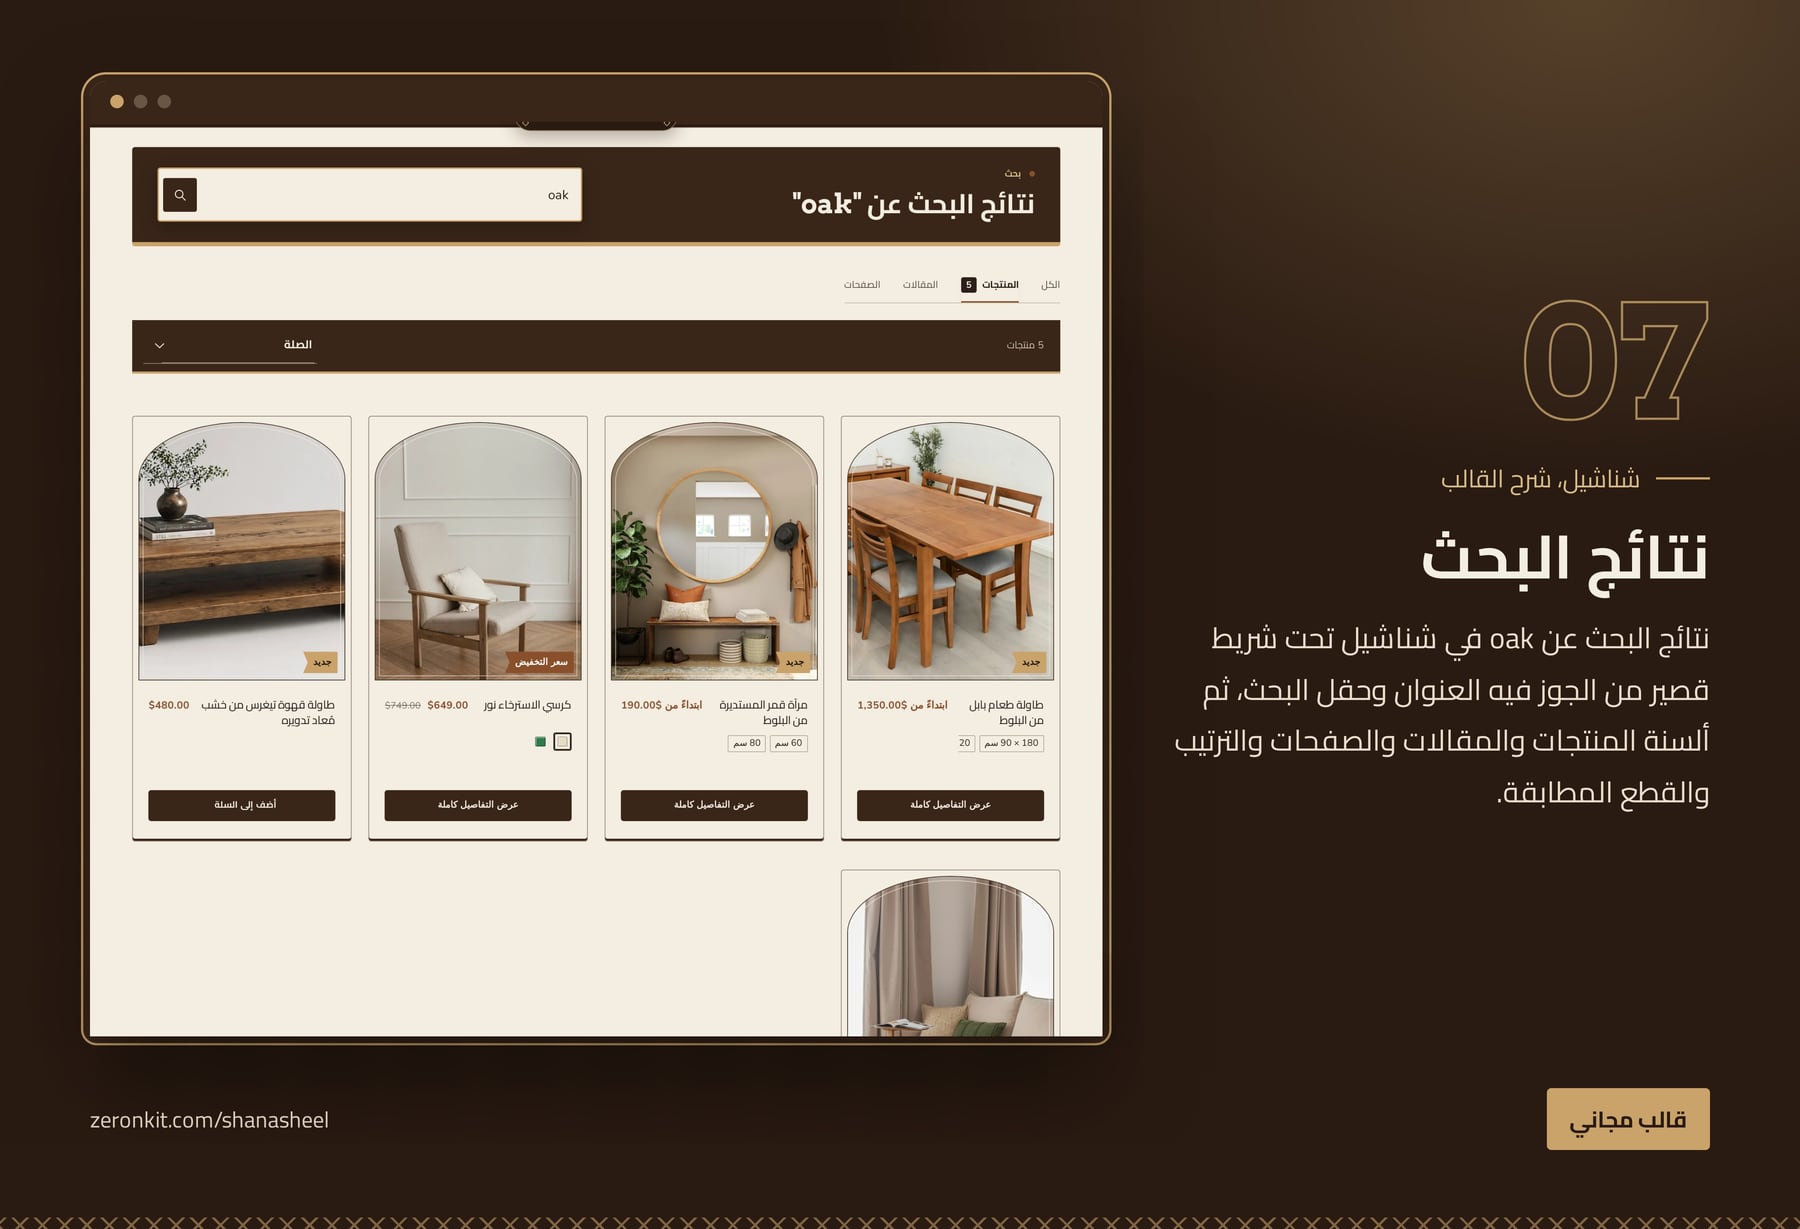 بحث
نتائج البحث عن "oak"
oak
الكل
المنتجات 5
المقالات
الصفحات
5 منتجات
الصلة
جديد
طاولة طعام بابل
من البلوط
ابتداءً من $1,350.00
180 × 90 سم
20
عرض التفاصيل كاملة
جديد
مرآة قمر المستديرة
من البلوط
ابتداءً من $190.00
60 سم
80 سم
عرض التفاصيل كاملة
سعر التخفيض
كرسي الاسترخاء نور
$649.00
$749.00
عرض التفاصيل كاملة
جديد
طاولة قهوة تيغرس من خشب
مُعاد تدويره
$480.00
أضف إلى السلة
07
شناشيل، شرح القالب
نتائج البحث
نتائج البحث عن oak في شناشيل تحت شريط
قصير من الجوز فيه العنوان وحقل البحث، ثم
ألسنة المنتجات والمقالات والصفحات والترتيب
والقطع المطابقة.
قالب مجاني
zeronkit.com/shanasheel